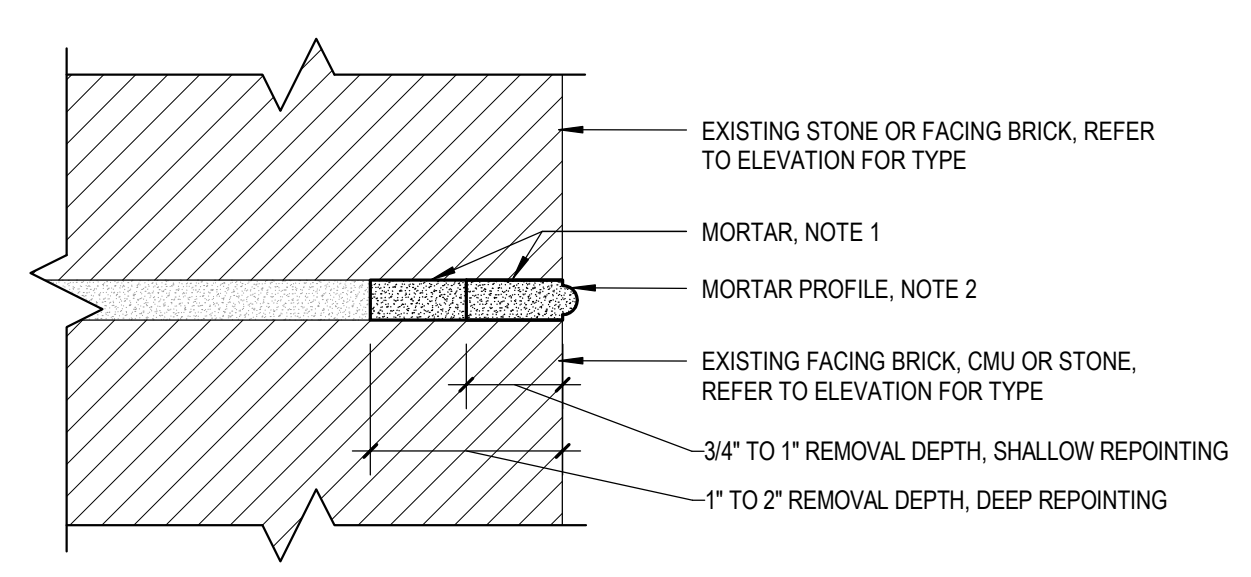 EXISTING STONE OR FACING BRICK, REFER
TO ELEVATION FOR TYPE
MORTAR, NOTE 1
MORTAR PROFILE, NOTE 2
EXISTING FACING BRICK, CMU OR STONE,
REFER TO ELEVATION FOR TYPE
3/4" TO 1" REMOVAL DEPTH, SHALLOW REPOINTING
1" TO 2" REMOVAL DEPTH, DEEP REPOINTING